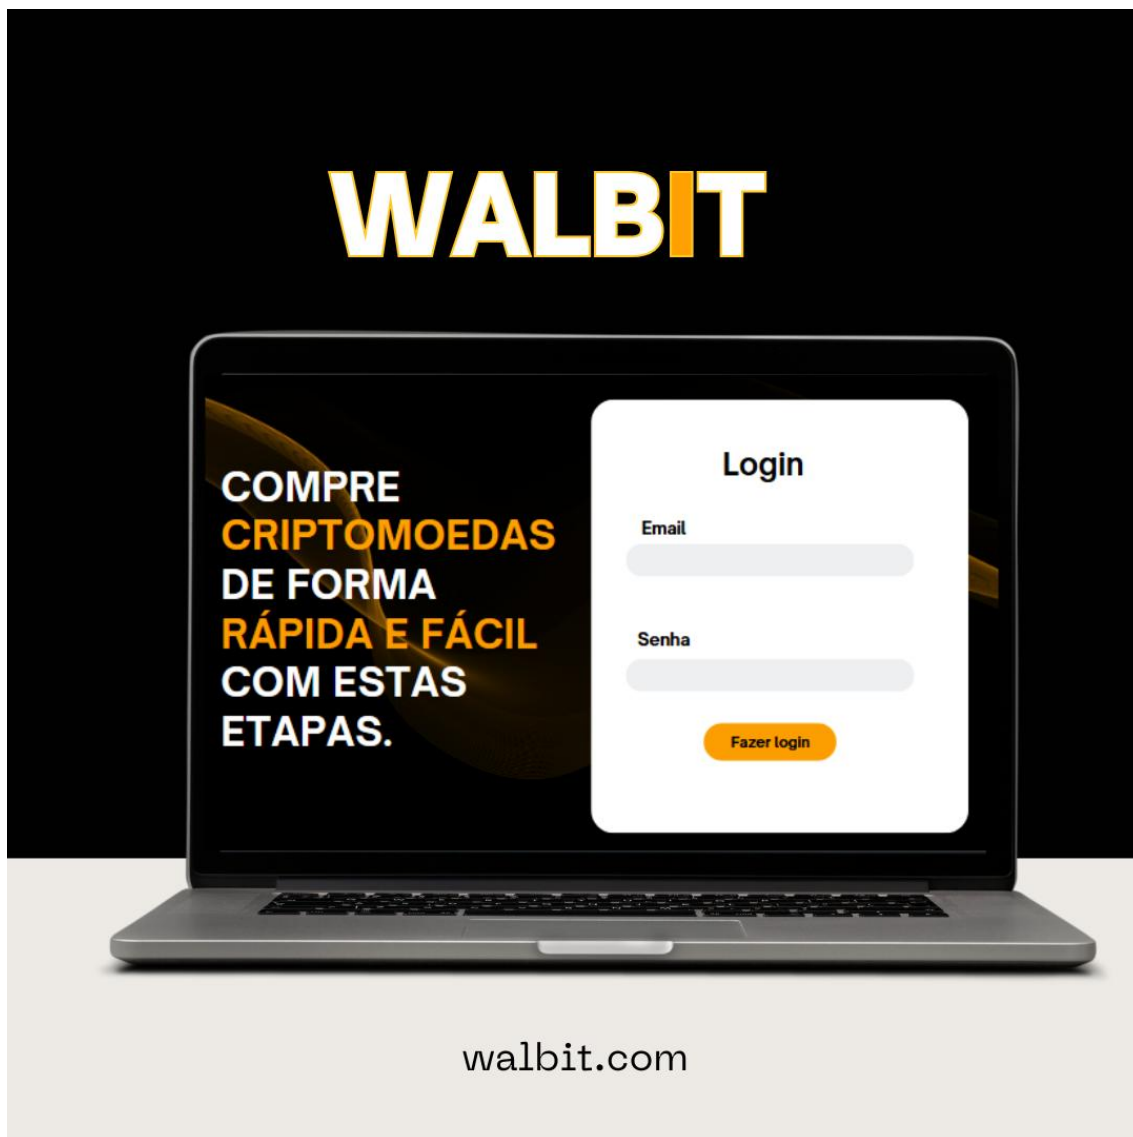 WALBIT
COMPRE
CRIPTOMOEDAS
DE FORMA
RÁPIDA E FÁCIL
COM ESTAS
ETAPAS.
Login
Email
Senha
Fazer login
walbit.com